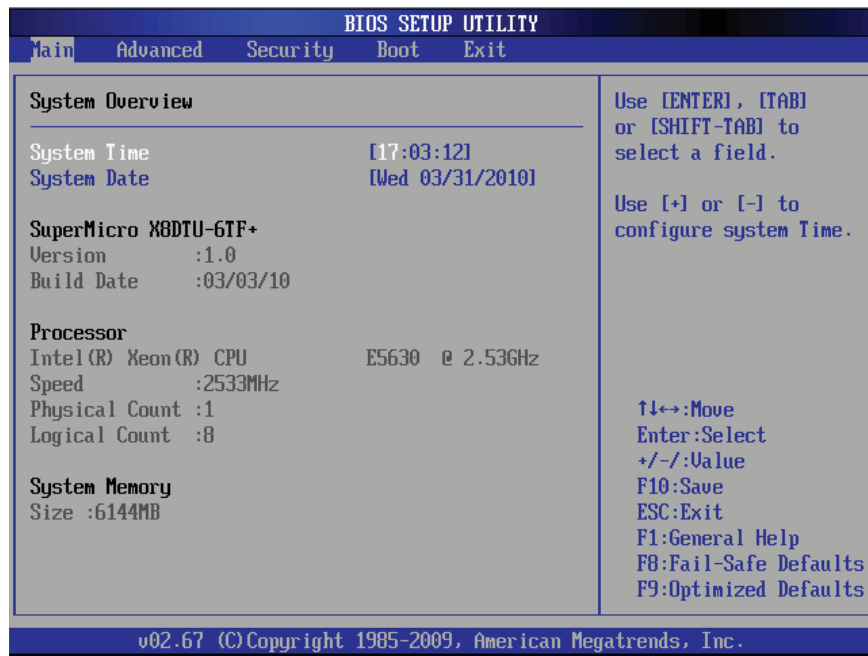 BIOS SETUP UTILITY
Main Advanced Security Boot Exit
System Overview
System Time [17:03:12]
System Date [Wed 03/31/2010]
SuperMicro X8DTU-6TF+
Version :1.0
Build Date :03/03/10
Processor
Intel(R) Xeon(R) CPU E5630 @ 2.53GHz
Speed :2533MHz
Physical Count :1
Logical Count :8
System Memory
Size :6144MB
Use [ENTER], [TAB]
or [SHIFT-TAB] to
select a field.
Use [+] or [-] to
configure system Time.
↑↓←→:Move
Enter:Select
+/-/:Value
F10:Save
ESC:Exit
F1:General Help
F8:Fail-Safe Defaults
F9:Optimized Defaults
v02.67 (C)Copyright 1985-2009, American Megatrends, Inc.